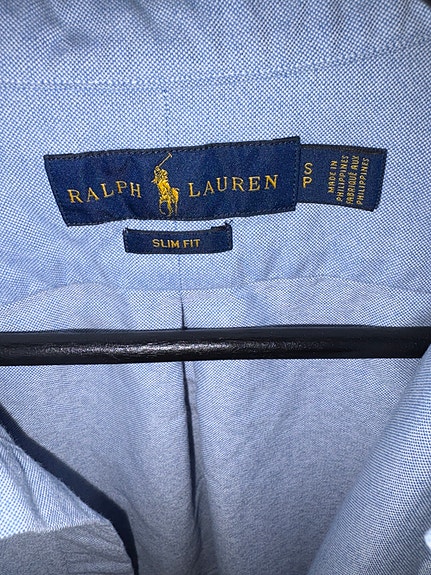 RALPH LAUREN
S
P
MADE IN
PHILIPPINES
FABRIQUÉ AUX
PHILIPPINES
SLIM FIT